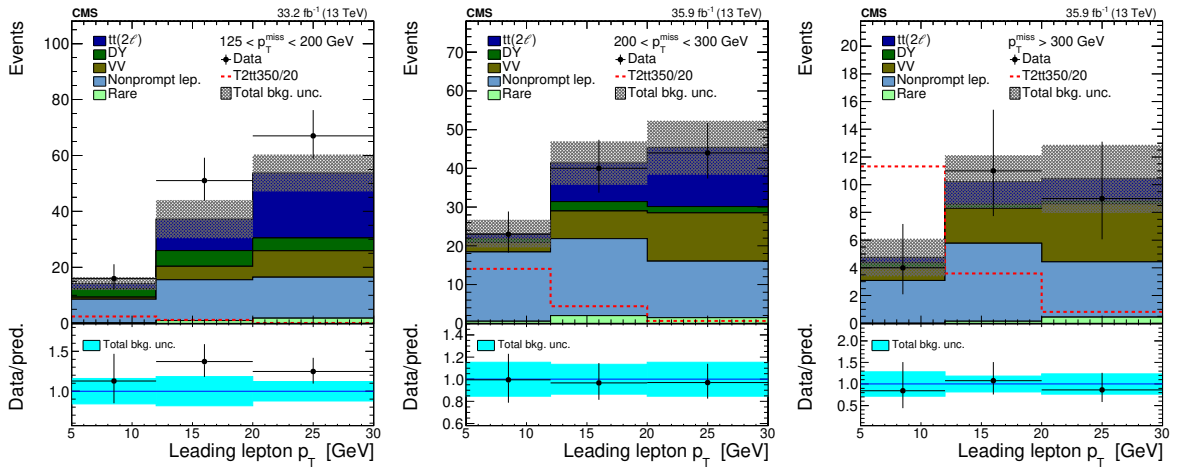 CMS 33.2 fb⁻¹ (13 TeV)
Events
100
80
60
40
20
0
tt(2ℓ)
DY
VV
Nonprompt lep.
Rare
125 < p_T^miss < 200 GeV
Data
T2tt350/20
Total bkg. unc.
Data/pred.
1.5
1.0
Total bkg. unc.
5 10 15 20 25 30
Leading lepton p_T [GeV]
CMS 35.9 fb⁻¹ (13 TeV)
Events
70
60
50
40
30
20
10
0
tt(2ℓ)
DY
VV
Nonprompt lep.
Rare
200 < p_T^miss < 300 GeV
Data
T2tt350/20
Total bkg. unc.
Data/pred.
1.4
1.2
1.0
0.8
0.6
Total bkg. unc.
5 10 15 20 25 30
Leading lepton p_T [GeV]
CMS 35.9 fb⁻¹ (13 TeV)
Events
20
18
16
14
12
10
8
6
4
2
0
tt(2ℓ)
DY
VV
Nonprompt lep.
Rare
p_T^miss > 300 GeV
Data
T2tt350/20
Total bkg. unc.
Data/pred.
2.0
1.5
1.0
0.5
Total bkg. unc.
5 10 15 20 25 30
Leading lepton p_T [GeV]